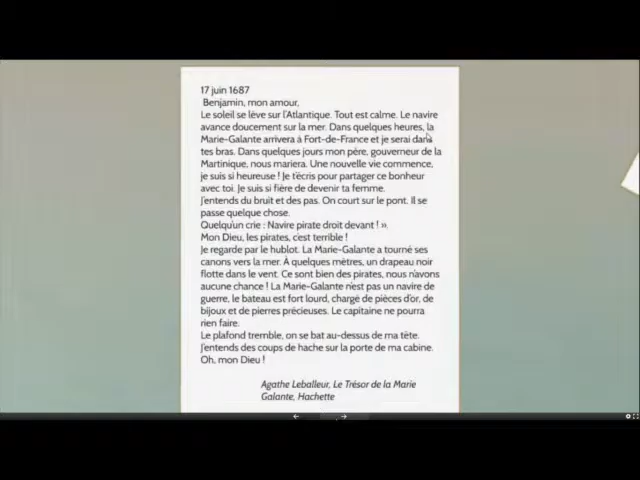 17 juin 1687
Benjamin, mon amour,
Le soleil se lève sur l'Atlantique. Tout est calme. Le navire
avance doucement sur la mer. Dans quelques heures, la
Marie-Galante arrivera à Fort-de-France et je serai dans
tes bras. Dans quelques jours mon père, gouverneur de la
Martinique, nous mariera. Une nouvelle vie commence,
je suis si heureuse ! Je t'écris pour partager ce bonheur
avec toi. Je suis si fière de devenir ta femme.
J'entends du bruit et des pas. On court sur le pont. Il se
passe quelque chose.
Quelqu'un crie : Navire pirate droit devant ! ».
Mon Dieu, les pirates, c'est terrible !
Je regarde par le hublot. La Marie-Galante a tourné ses
canons vers la mer. À quelques mètres, un drapeau noir
flotte dans le vent. Ce sont bien des pirates, nous n'avons
aucune chance ! La Marie-Galante n'est pas un navire de
guerre, le bateau est fort lourd, chargé de pièces d'or, de
bijoux et de pierres précieuses. Le capitaine ne pourra
rien faire.
Le plafond tremble, on se bat au-dessus de ma tête.
J'entends des coups de hache sur la porte de ma cabine.
Oh, mon Dieu !
Agathe Leballeur, Le Trésor de la Marie
Galante, Hachette